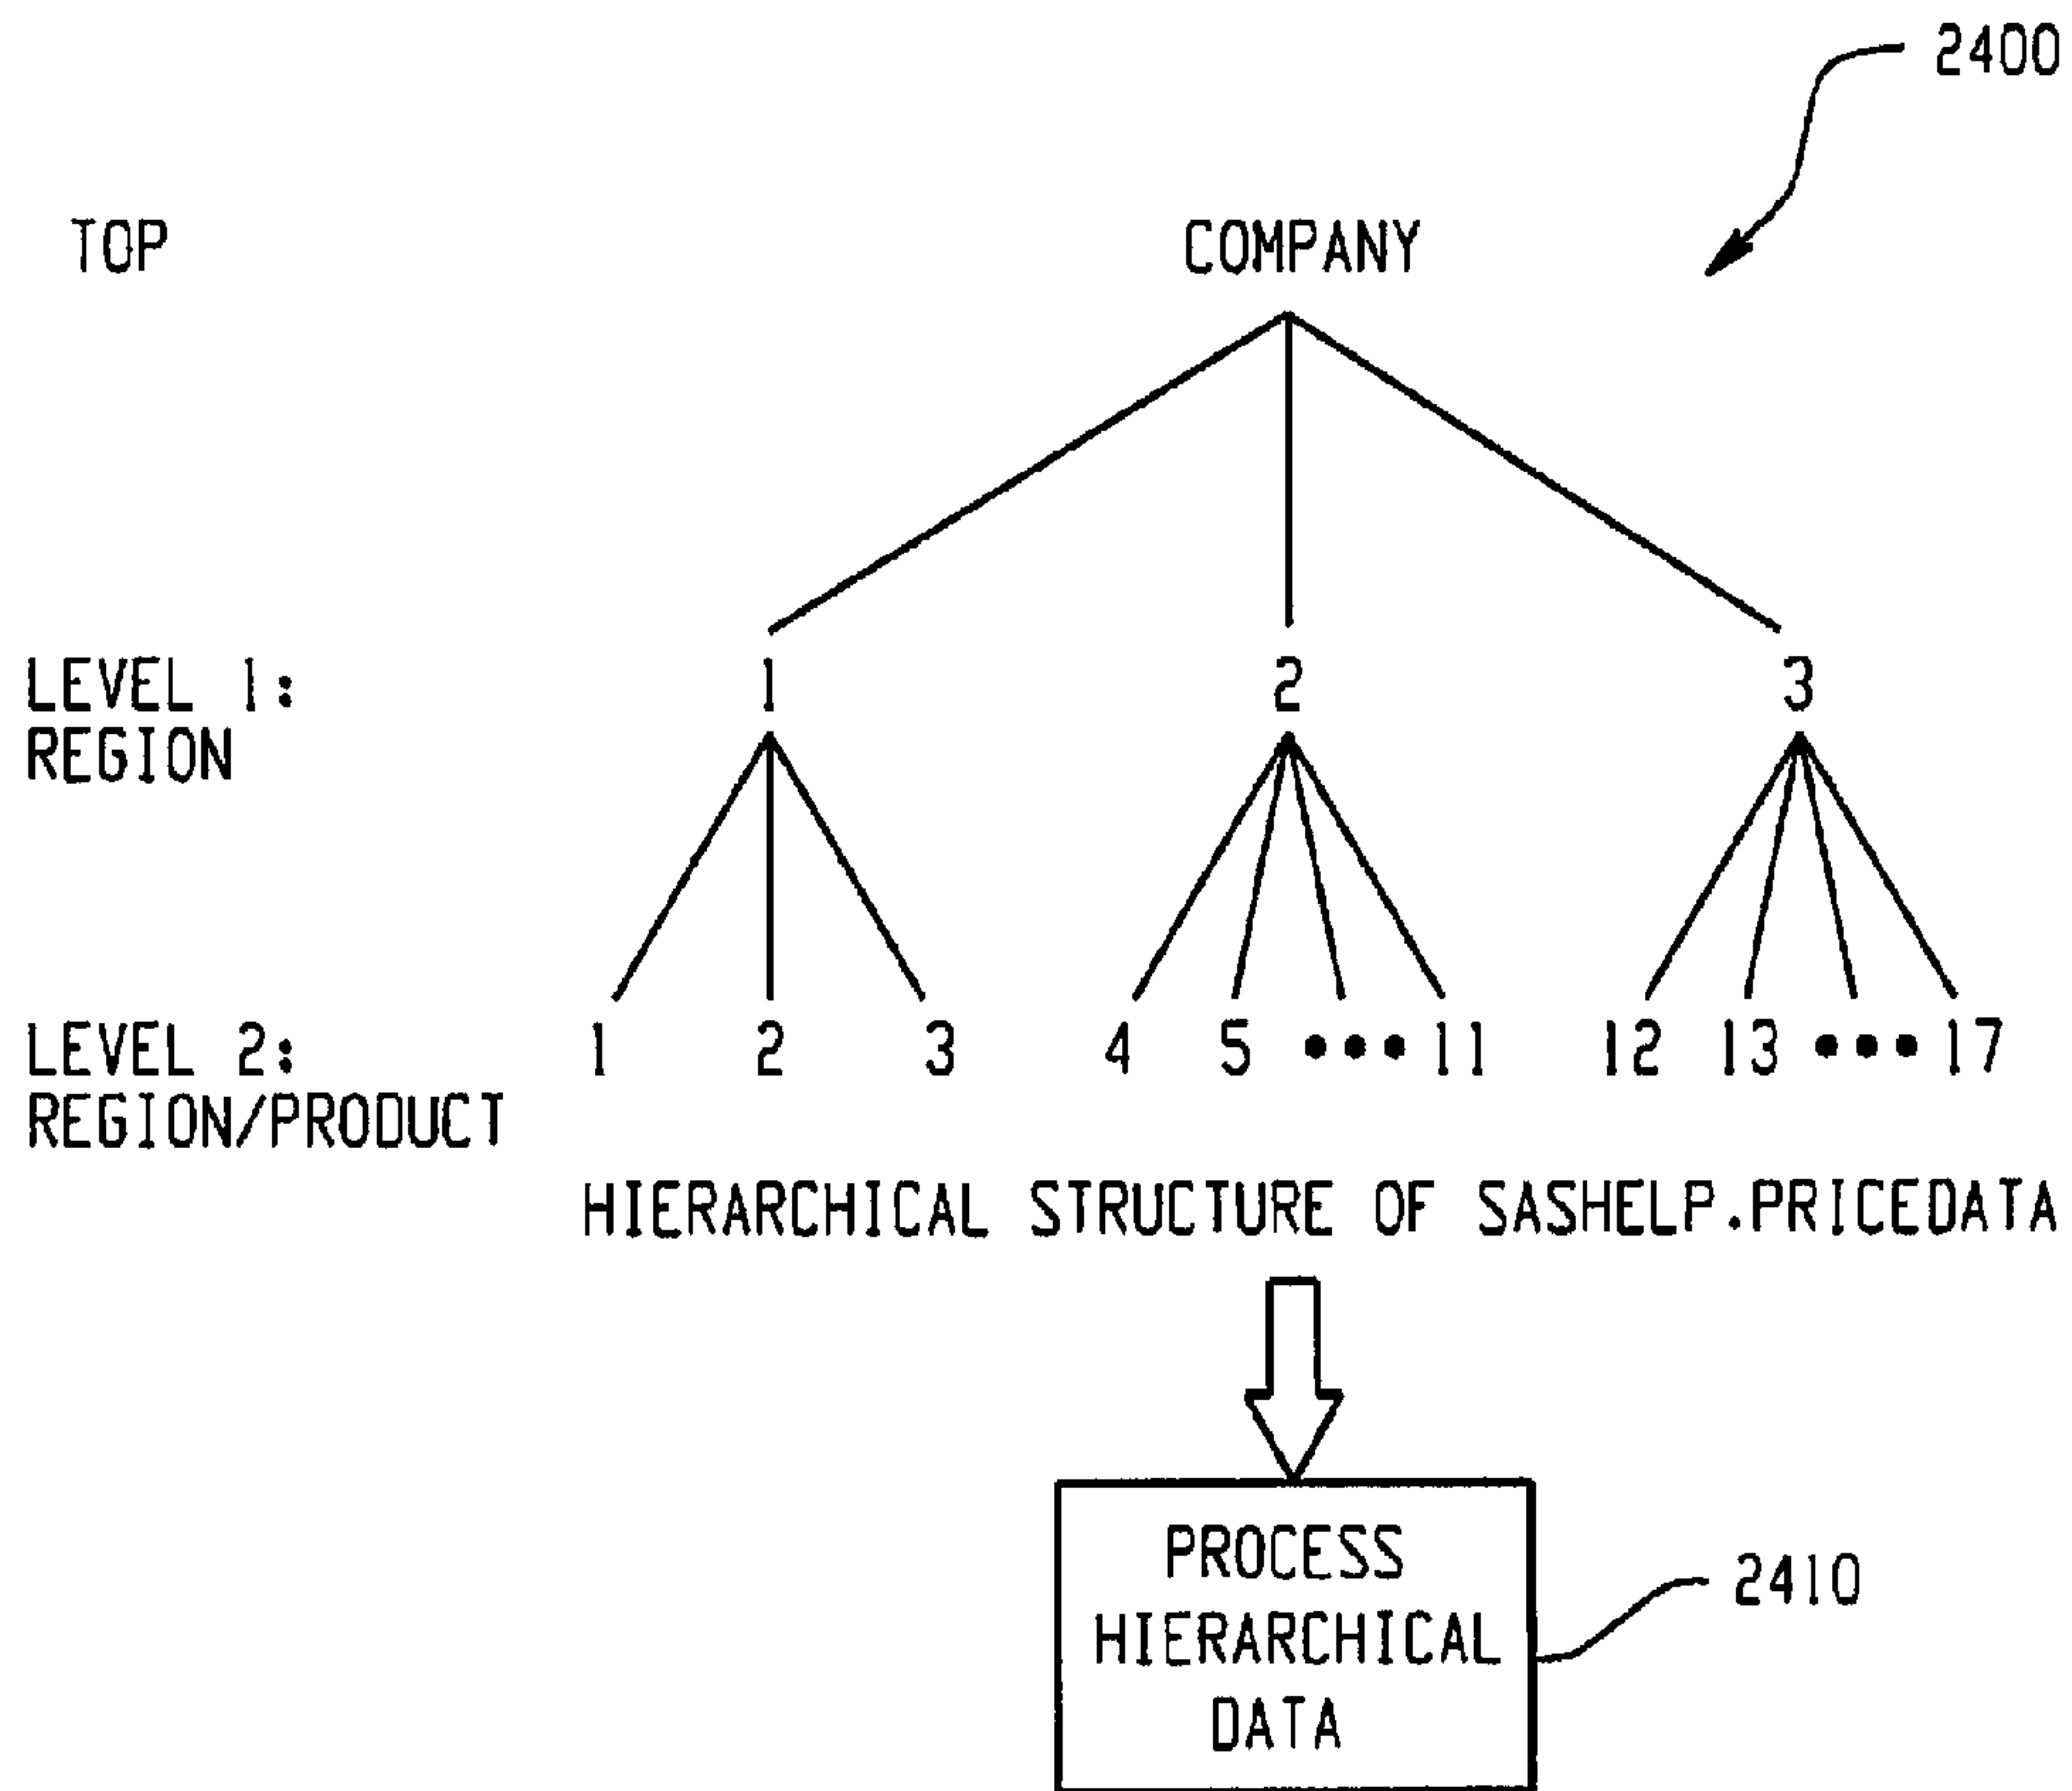 2400
TOP
COMPANY
LEVEL 1:
REGION
1 2 3
LEVEL 2:
REGION/PRODUCT
1 2 3 4 5 ••• 11 12 13 ••• 17
HIERARCHICAL STRUCTURE OF SASHELP.PRICEDATA
PROCESS
HIERARCHICAL
DATA
2410